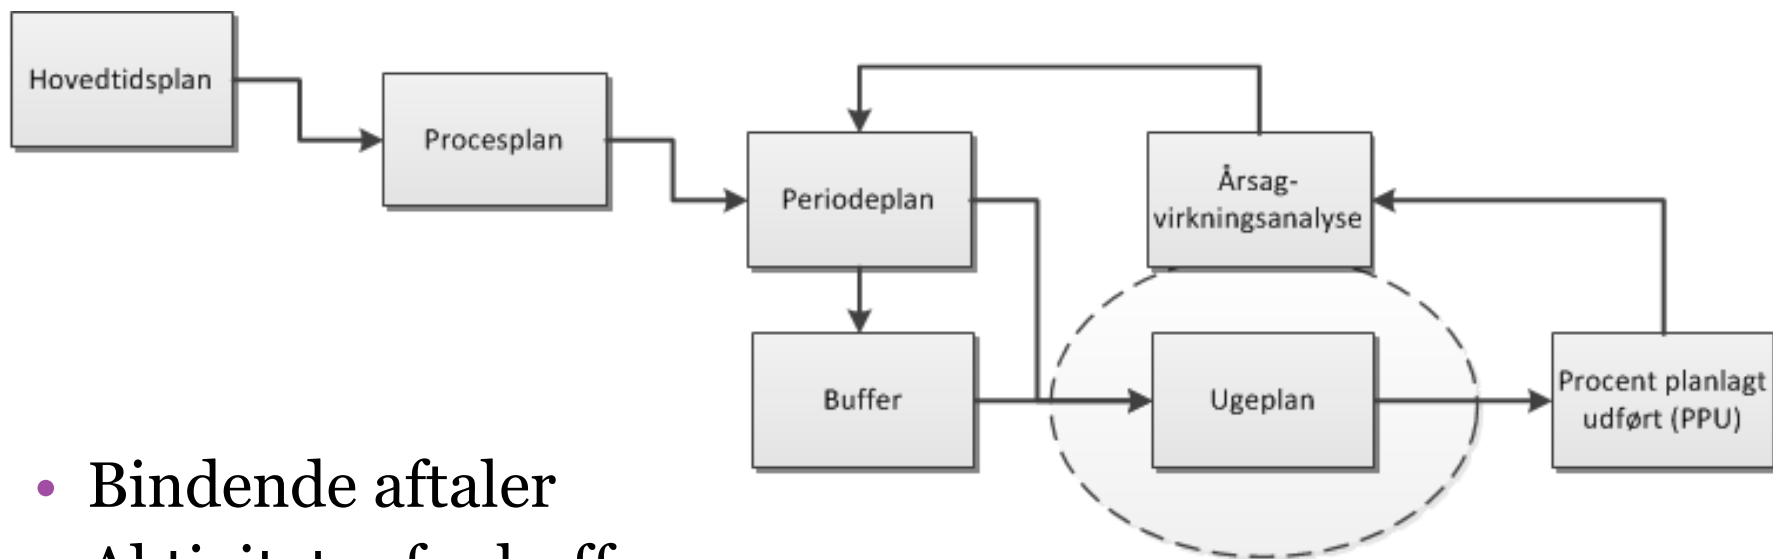 Hovedtidsplan
Procesplan
Periodeplan
Årsag-
virkningsanalyse
Buffer
Ugeplan
Procent planlagt
udført (PPU)
• Bindende aftaler